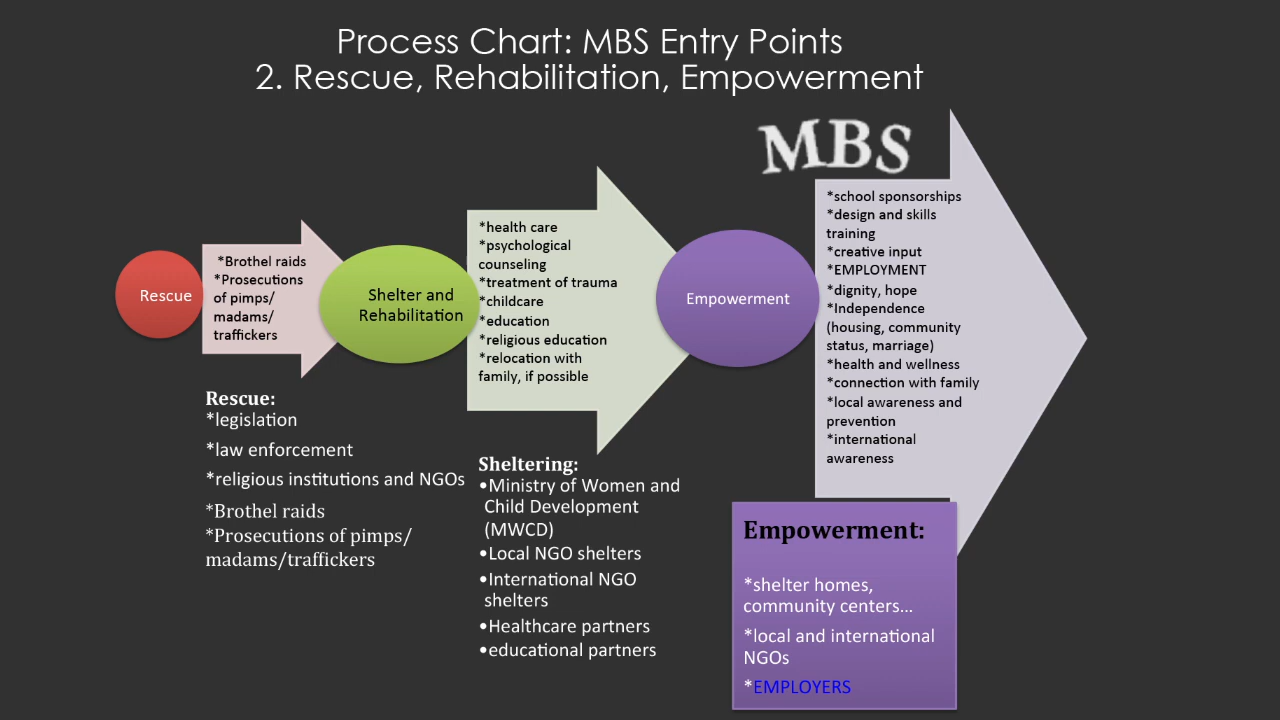 Process Chart: MBS Entry Points
2. Rescue, Rehabilitation, Empowerment
MBS
Rescue
*Brothel raids
*Prosecutions
of pimps/
madams/
traffickers
Shelter and
Rehabilitation
*health care
*psychological
counseling
*treatment of trauma
*childcare
*education
*religious education
*relocation with
family, if possible
Empowerment
*school sponsorships
*design and skills
training
*creative input
*EMPLOYMENT
*dignity, hope
*Independence
(housing, community
status, marriage)
*health and wellness
*connection with family
*local awareness and
prevention
*international
awareness
Rescue:
*legislation
*law enforcement
*religious institutions and NGOs
*Brothel raids
*Prosecutions of pimps/
madams/traffickers
Sheltering:
•Ministry of Women and
Child Development
(MWCD)
•Local NGO shelters
•International NGO
shelters
•Healthcare partners
•educational partners
Empowerment:
*shelter homes,
community centers...
*local and international
NGOs
*EMPLOYERS